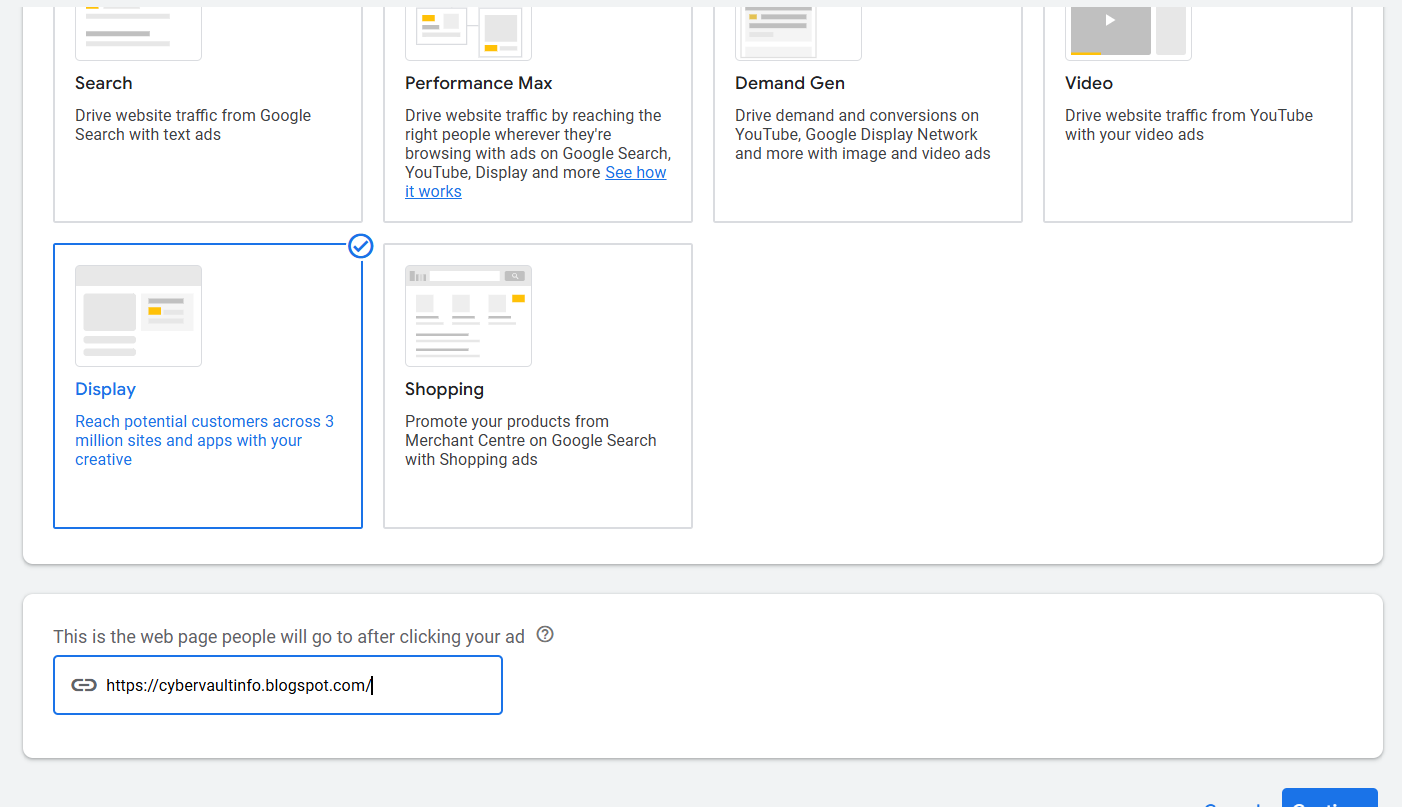 Search
Drive website traffic from Google
Search with text ads
Performance Max
Drive website traffic by reaching the
right people wherever they're
browsing with ads on Google Search,
YouTube, Display and more See how
it works
Demand Gen
Drive demand and conversions on
YouTube, Google Display Network
and more with image and video ads
Video
Drive website traffic from YouTube
with your video ads
Display
Reach potential customers across 3
million sites and apps with your
creative
Shopping
Promote your products from
Merchant Centre on Google Search
with Shopping ads
This is the web page people will go to after clicking your ad
https://cybervaultinfo.blogspot.com/